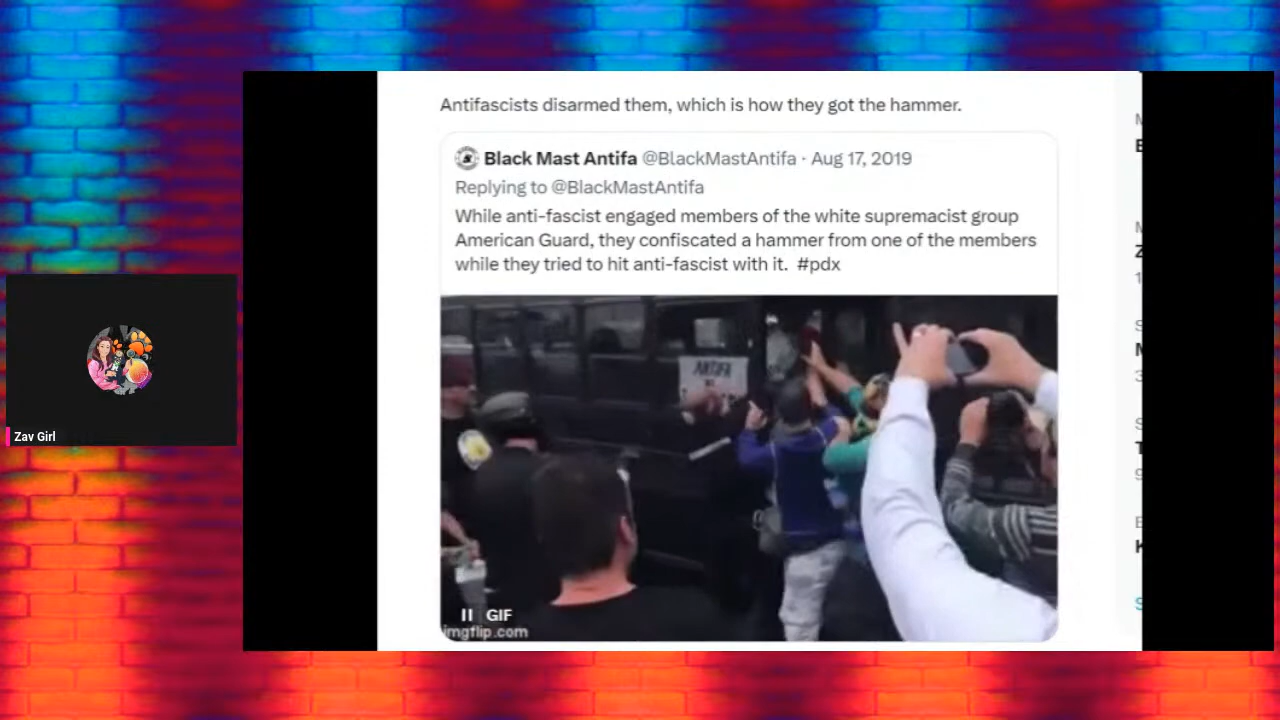 Antifascists disarmed them, which is how they got the hammer.
Black Mast Antifa @BlackMastAntifa · Aug 17, 2019
Replying to @BlackMastAntifa
While anti-fascist engaged members of the white supremacist group
American Guard, they confiscated a hammer from one of the members
while they tried to hit anti-fascist with it. #pdx
ANTIFA
GIF
imgflip.com
Zav Girl